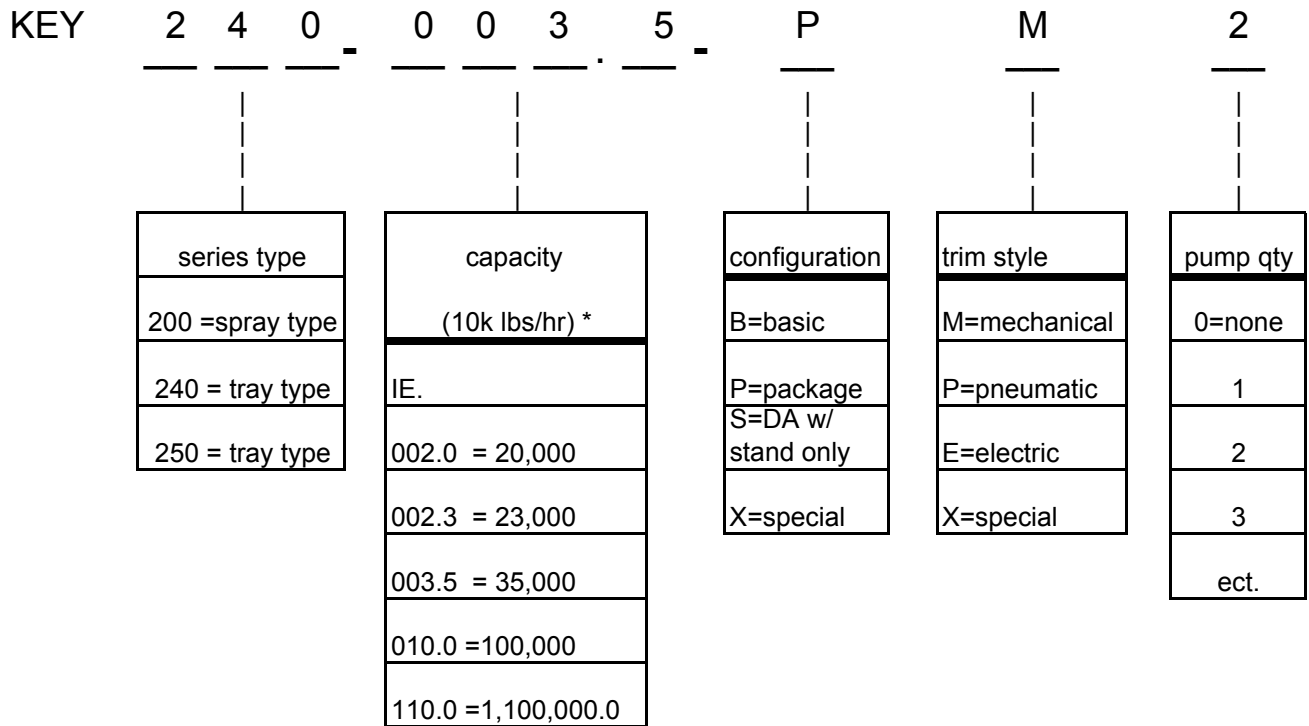 KEY 2 4 0 - 0 0 3 . 5 - P M 2
series type
200 =spray type
240 = tray type
250 = tray type
capacity
(10k lbs/hr) *
IE.
002.0 = 20,000
002.3 = 23,000
003.5 = 35,000
010.0 =100,000
110.0 =1,100,000.0
configuration
B=basic
P=package
S=DA w/
stand only
X=special
trim style
M=mechanical
P=pneumatic
E=electric
X=special
pump qty
0=none
1
2
3
ect.